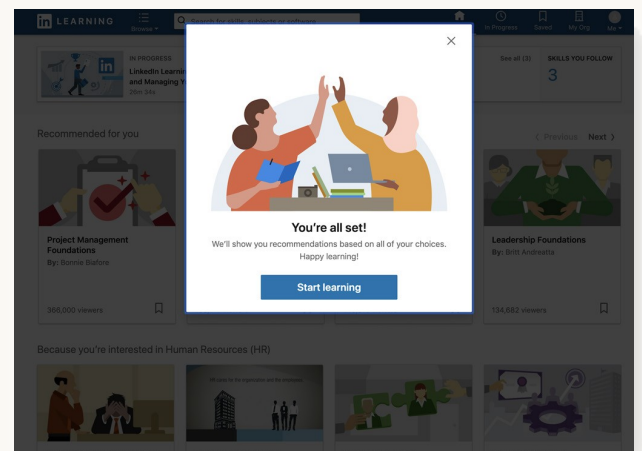 in LEARNING
Browse
Search for skills, subjects or software
In Progress
Saved
My Org
Me
IN PROGRESS
LinkedIn Learnin
and Managing Y
26m 34s
See all (3)
SKILLS YOU FOLLOW
3
Recommended for you
Previous
Next
You're all set!
We'll show you recommendations based on all of your choices.
Happy learning!
Start learning
Project Management
Foundations
By: Bonnie Biafore
366,000 viewers
Leadership Foundations
By: Britt Andreatta
134,682 viewers
Because you're interested in Human Resources (HR)